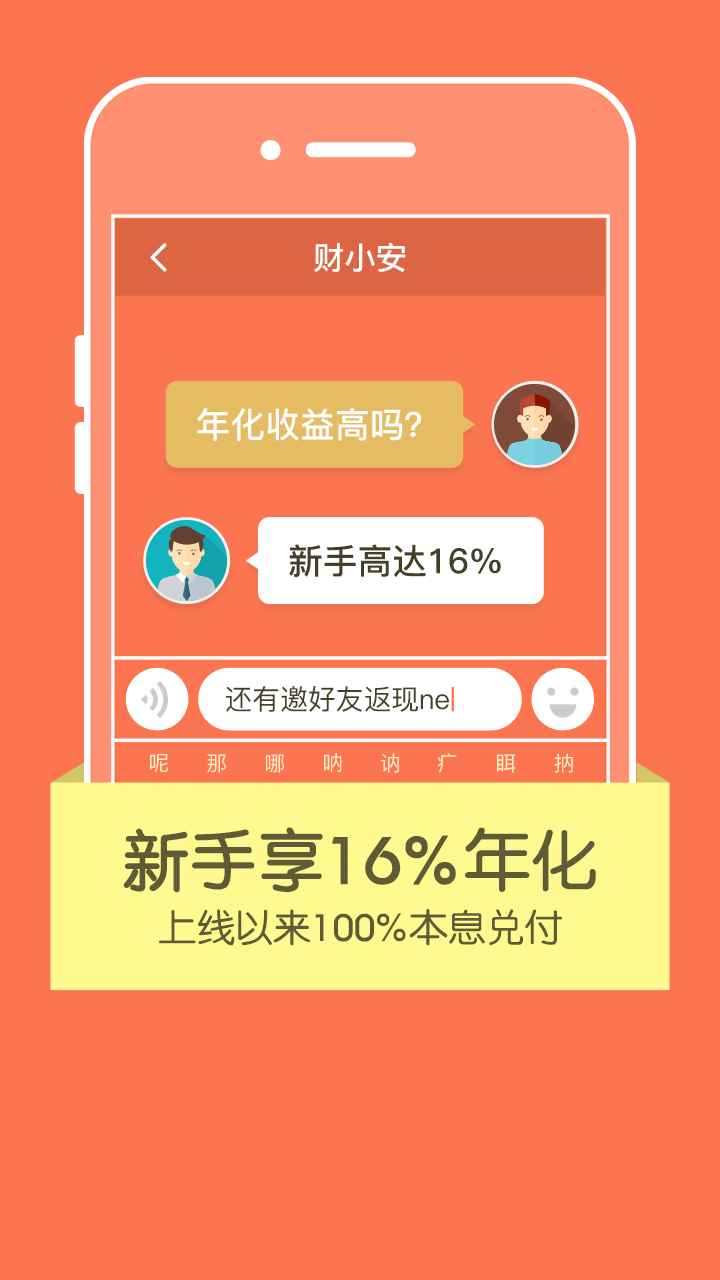 财小安
年化收益高吗?
新手高达16%
还有邀好友返现ne
呢 那 哪 呐 讷 疒 眲 抐
新手享16%年化
上线以来100%本息兑付